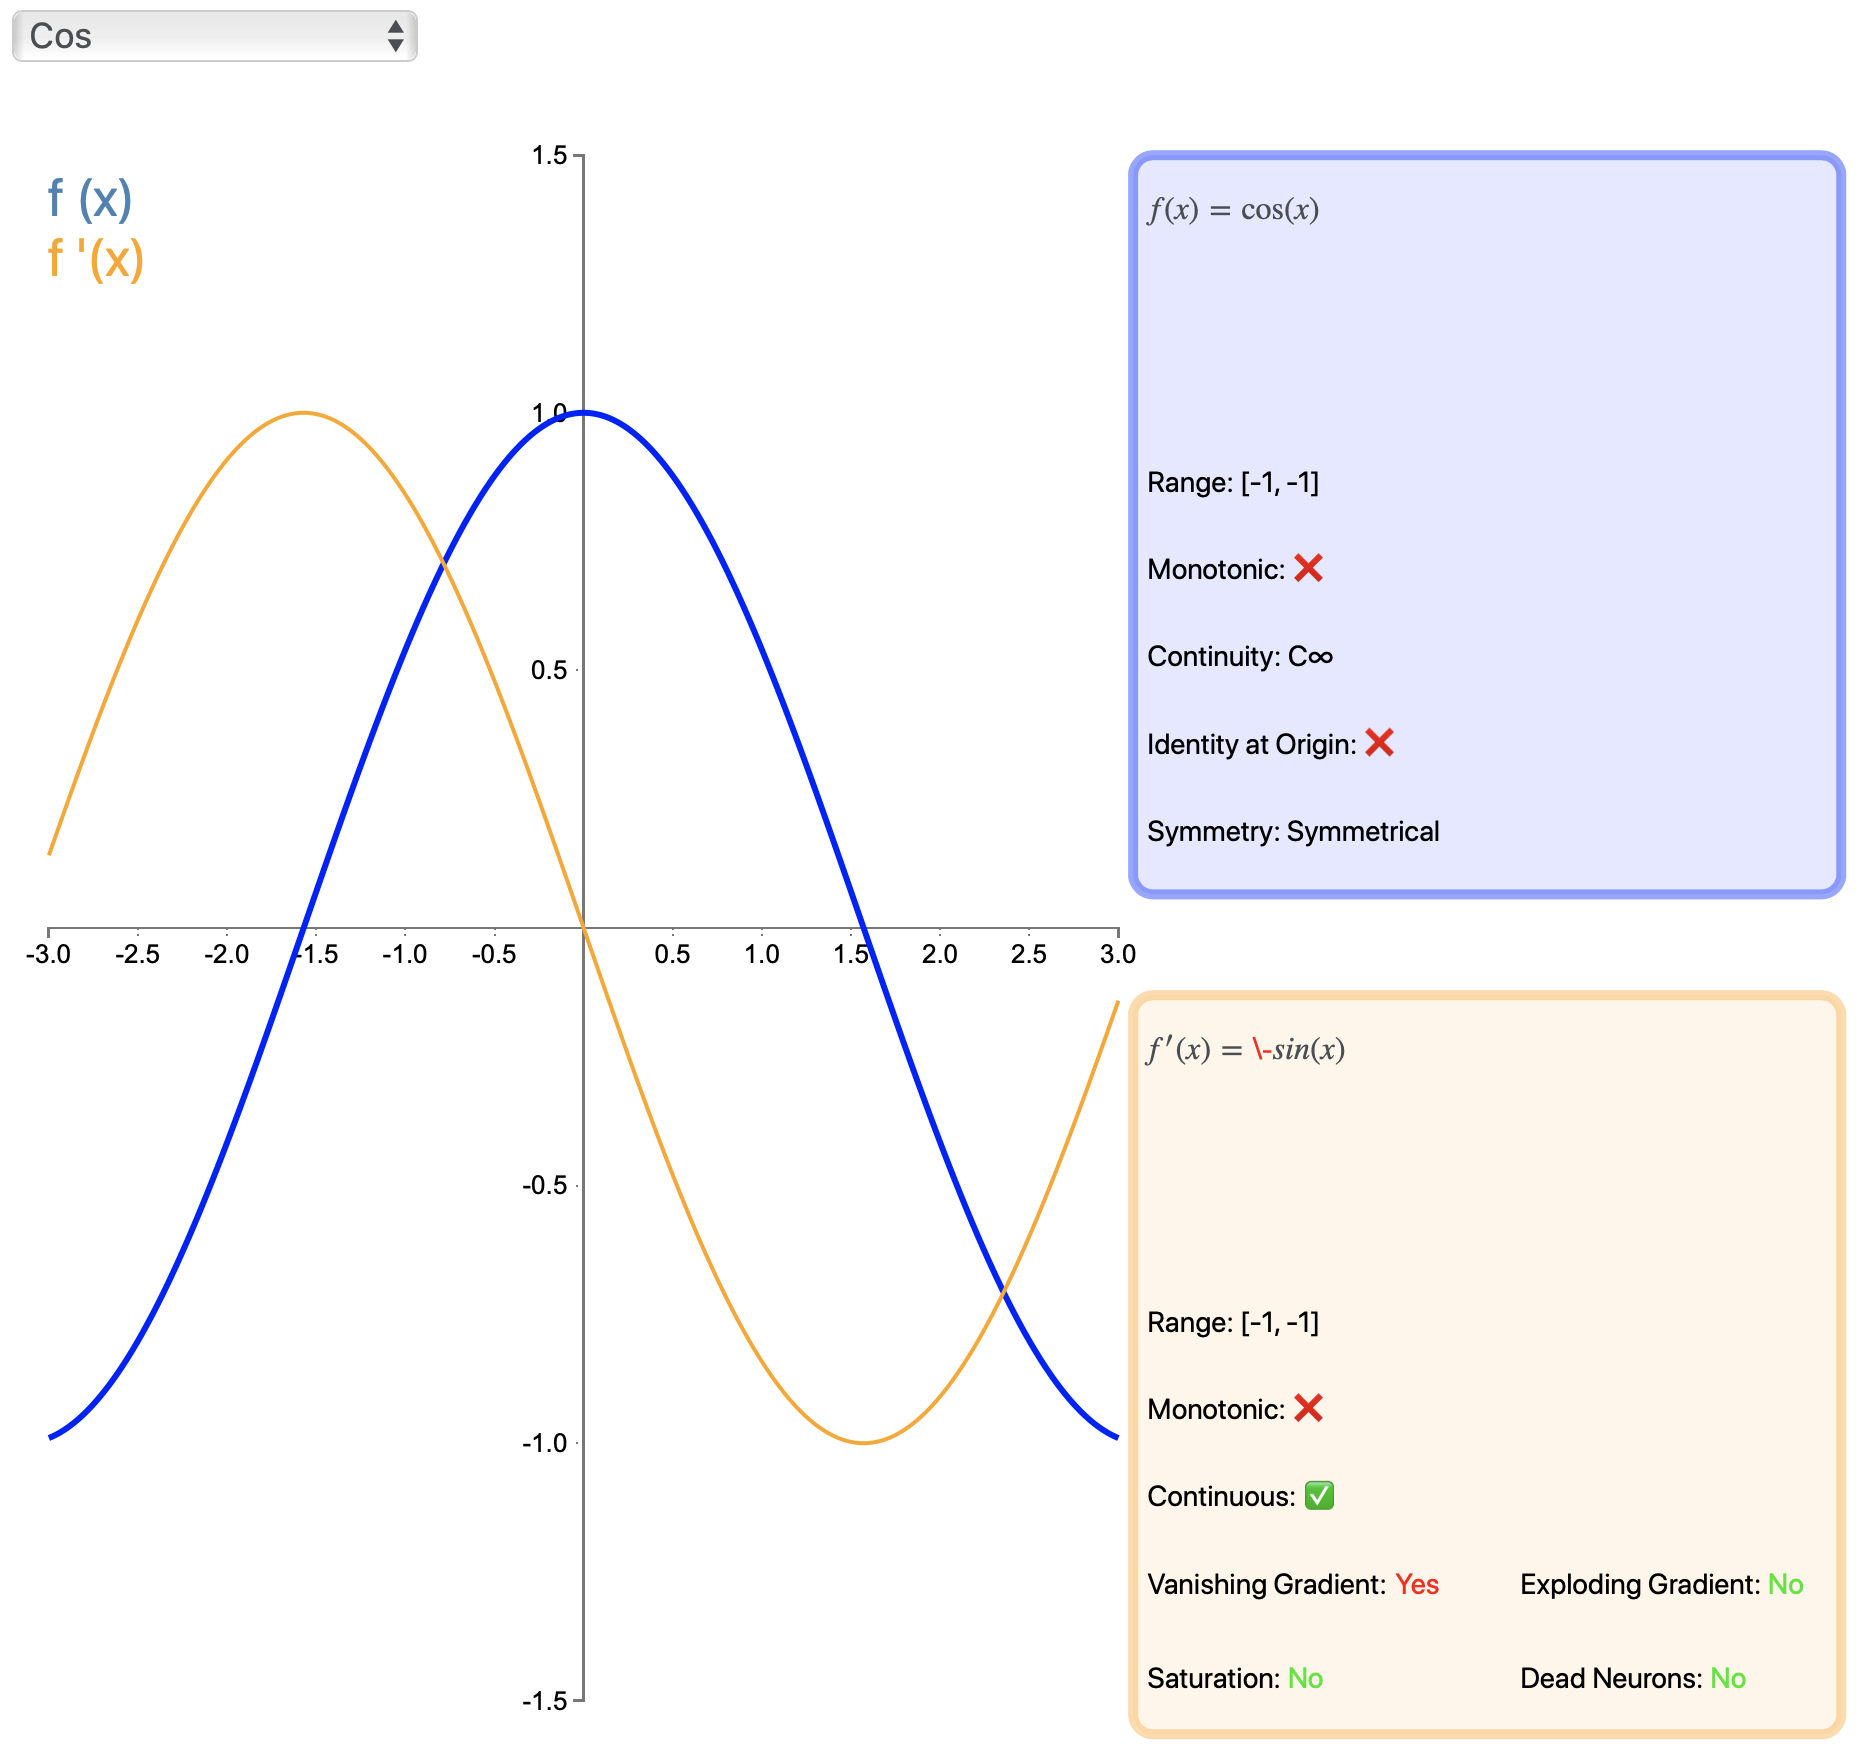 Cos
f (x)
f '(x)
1.5
1.0
0.5
-3.0 -2.5 -2.0 -1.5 -1.0 -0.5 0.5 1.0 1.5 2.0 2.5 3.0
-0.5
-1.0
-1.5
f(x) = cos(x)
Range: [-1, -1]
Monotonic: ❌
Continuity: C∞
Identity at Origin: ❌
Symmetry: Symmetrical
f′(x) = \-sin(x)
Range: [-1, -1]
Monotonic: ❌
Continuous: ✅
Vanishing Gradient: Yes Exploding Gradient: No
Saturation: No Dead Neurons: No